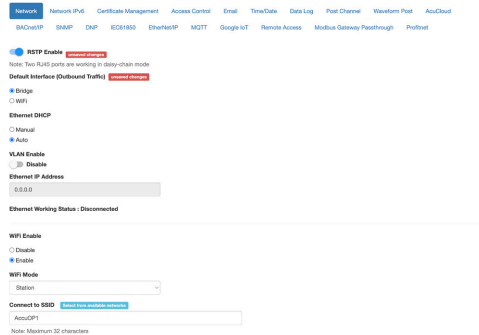 Network Network IPv6 Certificate Management Access Control Email Time/Date Data Log Post Channel Waveform Post AcuCloud
BACnet/IP SNMP DNP IEC61850 EtherNet/IP MQTT Google IoT Remote Access Modbus Gateway Passthrough Profinet
RSTP Enable unsaved changes
Note: Two RJ45 ports are working in daisy-chain mode
Default Interface (Outbound Traffic) unsaved changes
Bridge
WiFi
Ethernet DHCP
Manual
Auto
VLAN Enable
Disable
Ethernet IP Address
0.0.0.0
Ethernet Working Status : Disconnected
WiFi Enable
Disable
Enable
WiFi Mode
Station
Connect to SSID Select from available networks
AccuOP1
Note: Maximum 32 characters